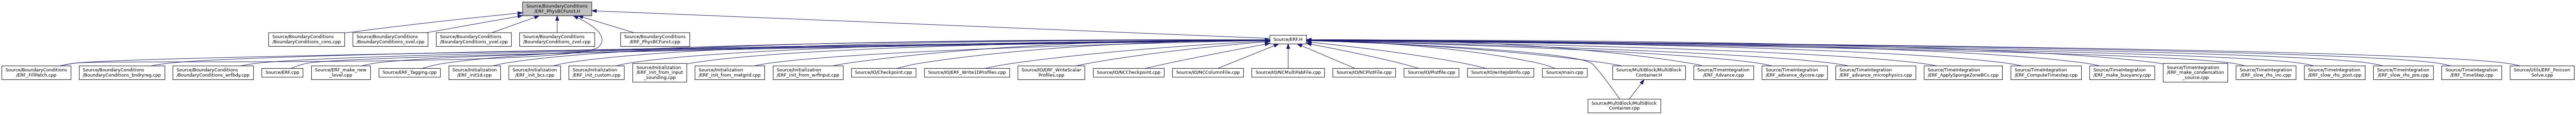 Source/BoundaryConditions
/ERF_PhysBCFunct.H
Source/BoundaryConditions
/BoundaryConditions_cons.cpp
Source/BoundaryConditions
/BoundaryConditions_xvel.cpp
Source/BoundaryConditions
/BoundaryConditions_yvel.cpp
Source/BoundaryConditions
/BoundaryConditions_zvel.cpp
Source/BoundaryConditions
/ERF_PhysBCFunct.cpp
Source/ERF.H
Source/BoundaryConditions
/ERF_FillPatch.cpp
Source/BoundaryConditions
/BoundaryConditions_bndryreg.cpp
Source/BoundaryConditions
/BoundaryConditions_wrfbdy.cpp
Source/ERF.cpp
Source/ERF_make_new
_level.cpp
Source/ERF_Tagging.cpp
Source/Initialization
/ERF_init1d.cpp
Source/Initialization
/ERF_init_bcs.cpp
Source/Initialization
/ERF_init_custom.cpp
Source/Initialization
/ERF_init_from_input
_sounding.cpp
Source/Initialization
/ERF_init_from_metgrid.cpp
Source/Initialization
/ERF_init_from_wrfinput.cpp
Source/IO/Checkpoint.cpp
Source/IO/ERF_Write1DProfiles.cpp
Source/IO/ERF_WriteScalar
Profiles.cpp
Source/IO/NCCheckpoint.cpp
Source/IO/NCColumnFile.cpp
Source/IO/NCMultiFabFile.cpp
Source/IO/NCPlotFile.cpp
Source/IO/Plotfile.cpp
Source/IO/writeJobInfo.cpp
Source/main.cpp
Source/MultiBlock/MultiBlock
Container.H
Source/TimeIntegration
/ERF_Advance.cpp
Source/TimeIntegration
/ERF_advance_dycore.cpp
Source/TimeIntegration
/ERF_advance_microphysics.cpp
Source/TimeIntegration
/ERF_ApplySpongeZoneBCs.cpp
Source/TimeIntegration
/ERF_ComputeTimestep.cpp
Source/TimeIntegration
/ERF_make_buoyancy.cpp
Source/TimeIntegration
/ERF_make_condensation
_source.cpp
Source/TimeIntegration
/ERF_slow_rhs_inc.cpp
Source/TimeIntegration
/ERF_slow_rhs_post.cpp
Source/TimeIntegration
/ERF_slow_rhs_pre.cpp
Source/TimeIntegration
/ERF_TimeStep.cpp
Source/Utils/ERF_Poisson
Solve.cpp
Source/MultiBlock/MultiBlock
Container.cpp